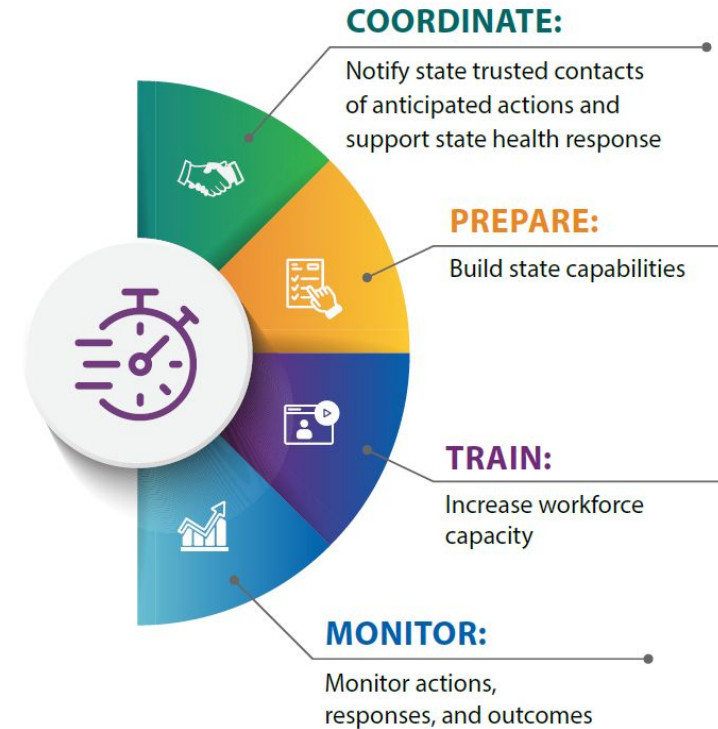 COORDINATE:
Notify state trusted contacts
of anticipated actions and
support state health response
PREPARE:
Build state capabilities
TRAIN:
Increase workforce
capacity
MONITOR:
Monitor actions,
responses, and outcomes